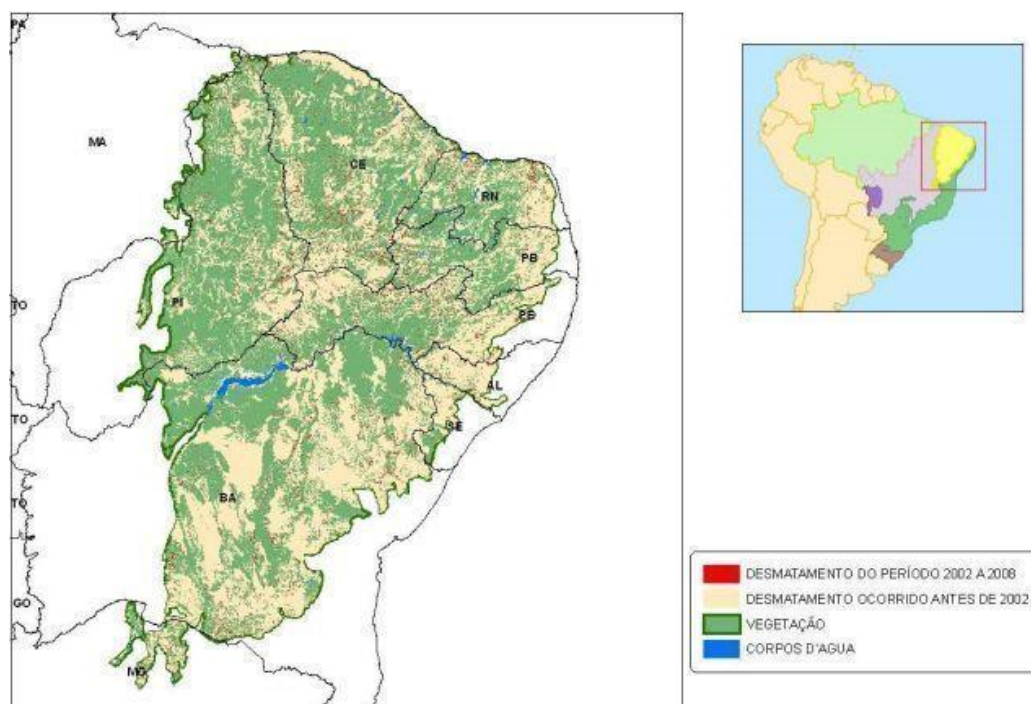 PA
MA
CE
RN
PB
PE
PI
TO
AL
SE
TO
BA
TO
GO
MG
DESMATAMENTO DO PERÍODO 2002 A 2008
DESMATAMENTO OCORRIDO ANTES DE 2002
VEGETAÇÃO
CORPOS D'AGUA